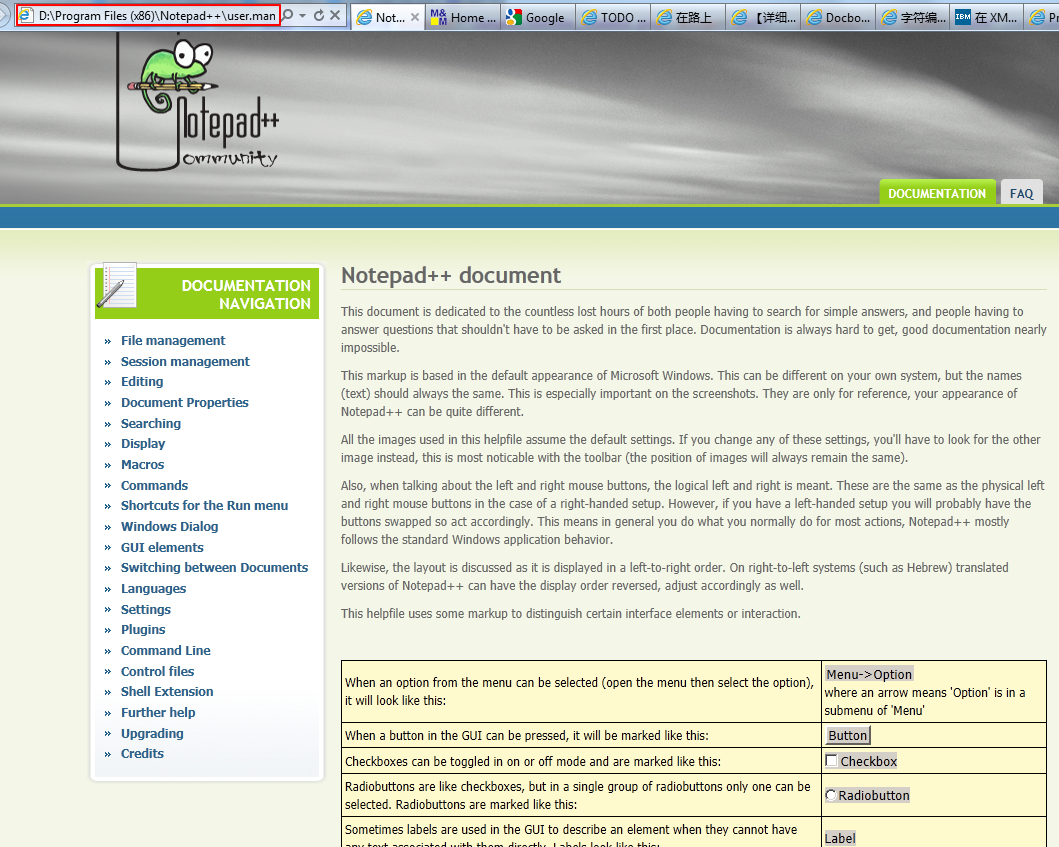 D:\Program Files (x86)\Notepad++\user.man
Not...
M&M Home ...
Google
TODO ...
在路上
【详细...
Docbo...
字符编...
IBM 在 XM...
Notepad++
Community
DOCUMENTATION
FAQ
DOCUMENTATION
NAVIGATION
» File management
» Session management
» Editing
» Document Properties
» Searching
» Display
» Macros
» Commands
» Shortcuts for the Run menu
» Windows Dialog
» GUI elements
» Switching between Documents
» Languages
» Settings
» Plugins
» Command Line
» Control files
» Shell Extension
» Further help
» Upgrading
» Credits
Notepad++ document
This document is dedicated to the countless lost hours of both people having to search for simple answers, and people having to
answer questions that shouldn't have to be asked in the first place. Documentation is always hard to get, good documentation nearly
impossible.
This markup is based in the default appearance of Microsoft Windows. This can be different on your own system, but the names
(text) should always the same. This is especially important on the screenshots. They are only for reference, your appearance of
Notepad++ can be quite different.
All the images used in this helpfile assume the default settings. If you change any of these settings, you'll have to look for the other
image instead, this is most noticable with the toolbar (the position of images will always remain the same).
Also, when talking about the left and right mouse buttons, the logical left and right is meant. These are the same as the physical left
and right mouse buttons in the case of a right-handed setup. However, if you have a left-handed setup you will probably have the
buttons swapped so act accordingly. This means in general you do what you normally do for most actions, Notepad++ mostly
follows the standard Windows application behavior.
Likewise, the layout is discussed as it is displayed in a left-to-right order. On right-to-left systems (such as Hebrew) translated
versions of Notepad++ can have the display order reversed, adjust accordingly as well.
This helpfile uses some markup to distinguish certain interface elements or interaction.
When an option from the menu can be selected (open the menu then select the option),
it will look like this:
Menu->Option
where an arrow means 'Option' is in a
submenu of 'Menu'
When a button in the GUI can be pressed, it will be marked like this:
Button
Checkboxes can be toggled in on or off mode and are marked like this:
Checkbox
Radiobuttons are like checkboxes, but in a single group of radiobuttons only one can be
selected. Radiobuttons are marked like this:
Radiobutton
Sometimes labels are used in the GUI to describe an element when they cannot have
any text associated with them directly. Labels look like this:
Label